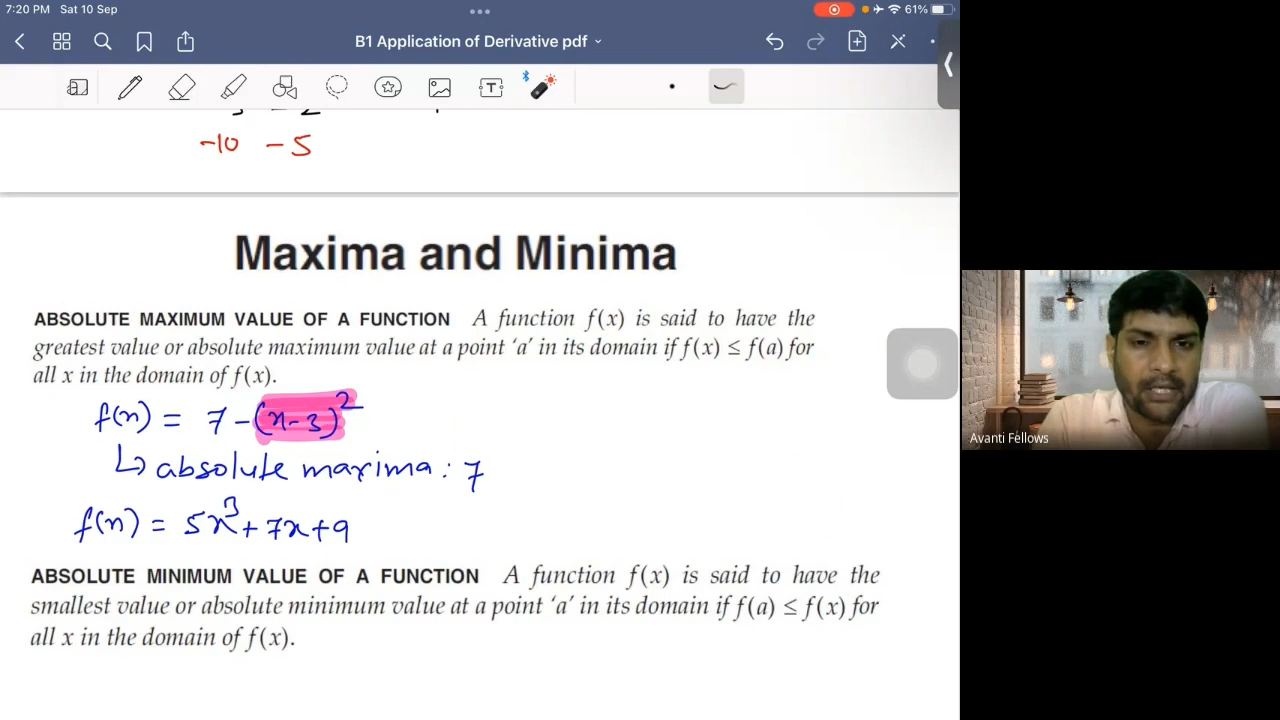 7:20 PM Sat 10 Sep
61%
B1 Application of Derivative pdf
T
-10 -5
Maxima and Minima
ABSOLUTE MAXIMUM VALUE OF A FUNCTION A function f(x) is said to have the
greatest value or absolute maximum value at a point ‘a’ in its domain if f(x) ≤ f(a) for
all x in the domain of f(x).
f(x) = 7 - (x-3)²
↳ absolute maxima : 7
f(x) = 5x³ + 7x + 9
ABSOLUTE MINIMUM VALUE OF A FUNCTION A function f(x) is said to have the
smallest value or absolute minimum value at a point ‘a’ in its domain if f(a) ≤ f(x) for
all x in the domain of f(x).
Avanti Fellows